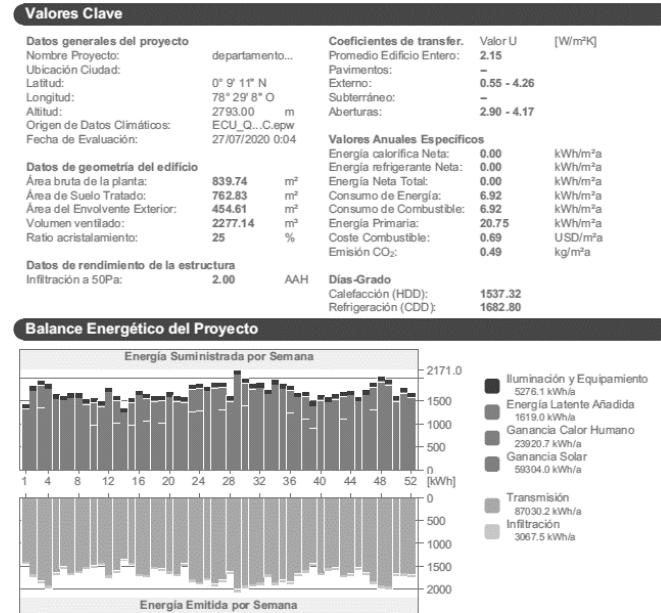 Valores Clave
Datos generales del proyecto
Nombre Proyecto: departamento...
Ubicación Ciudad:
Latitud: 0° 9' 11" N
Longitud: 78° 29' 8" O
Altitud: 2793.00 m
Origen de Datos Climáticos: ECU_Q...C.epw
Fecha de Evaluación: 27/07/2020 0:04
Datos de geometría del edifício
Área bruta de la planta: 839.74 m²
Área de Suelo Tratado: 762.83 m²
Área del Envolvente Exterior: 454.61 m²
Volumen ventilado: 2277.14 m³
Ratio acristalamiento: 25 %
Datos de rendimiento de la estructura
Infiltración a 50Pa: 2.00 AAH
Coeficientes de transfer. Valor U [W/m²K]
Promedio Edificio Entero: 2.15
Pavimentos: –
Externo: 0.55 - 4.26
Subterráneo: –
Aberturas: 2.90 - 4.17
Valores Anuales Específicos
Energía calorífica Neta: 0.00 kWh/m²a
Energía refrigerante Neta: 0.00 kWh/m²a
Energía Neta Total: 0.00 kWh/m²a
Consumo de Energía: 6.92 kWh/m²a
Consumo de Combustible: 6.92 kWh/m²a
Energía Primaria: 20.75 kWh/m²a
Coste Combustible: 0.69 USD/m²a
Emisión CO₂: 0.49 kg/m²a
Días-Grado
Calefacción (HDD): 1537.32
Refrigeración (CDD): 1682.80
Balance Energético del Proyecto
Energía Suministrada por Semana
2171.0
1500
1000
500
0
1 4 8 12 16 20 24 28 32 36 40 44 48 52 [kWh]
0
500
1000
1500
2000
Energía Emitida por Semana
Iluminación y Equipamiento
5276.1 kWh/a
Energía Latente Añadida
1619.0 kWh/a
Ganancia Calor Humano
23920.7 kWh/a
Ganancia Solar
59304.0 kWh/a
Transmisión
87030.2 kWh/a
Infiltración
3067.5 kWh/a